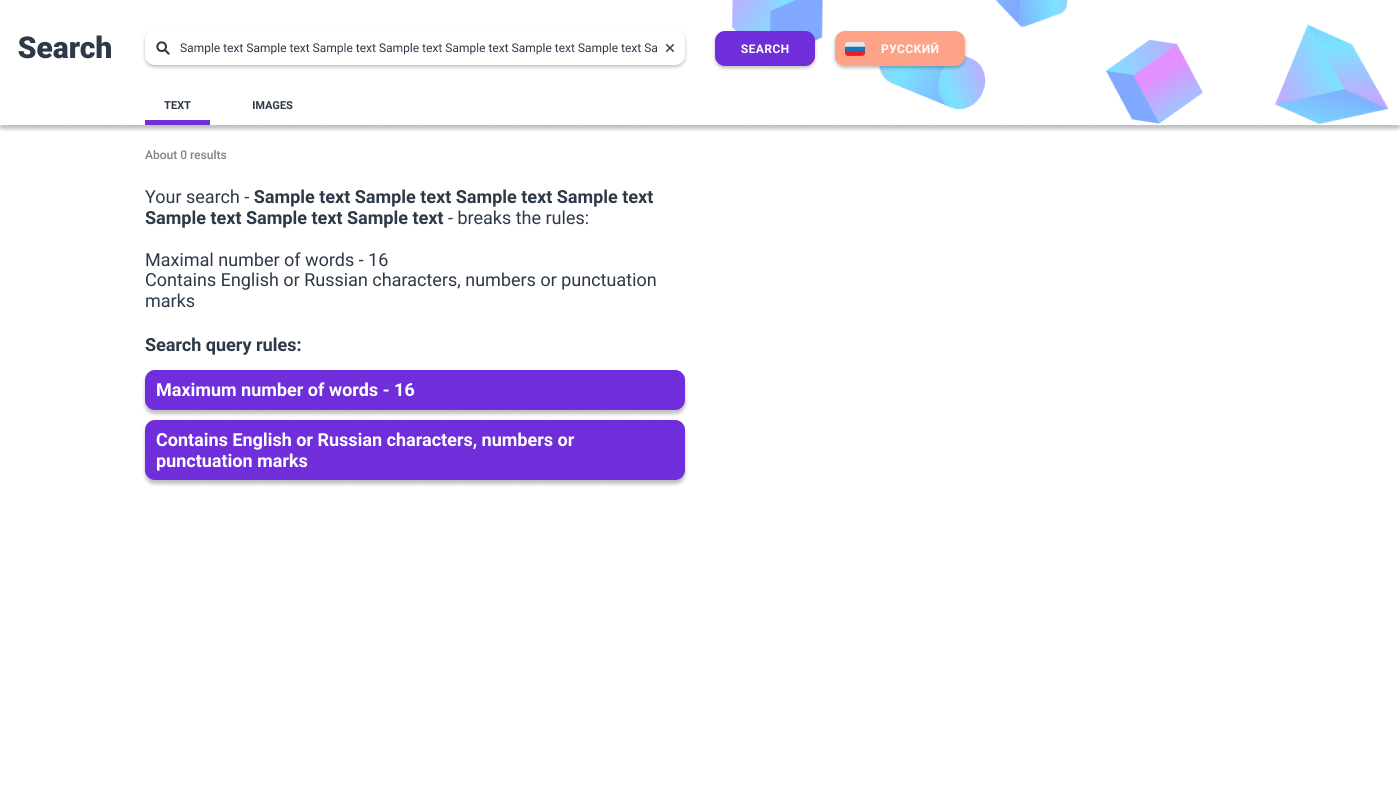 Search
Sample text Sample text Sample text Sample text Sample text Sample text Sample text Sa
SEARCH
РУССКИЙ
TEXT
IMAGES
About 0 results
Your search - Sample text Sample text Sample text Sample text
Sample text Sample text Sample text - breaks the rules:
Maximal number of words - 16
Contains English or Russian characters, numbers or punctuation
marks
Search query rules:
Maximum number of words - 16
Contains English or Russian characters, numbers or
punctuation marks